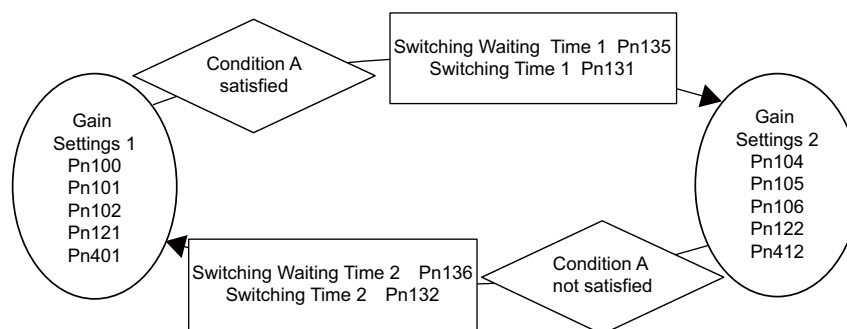 Condition A
satisfied
Switching Waiting Time 1 Pn135
Switching Time 1 Pn131
Gain
Settings 1
Pn100
Pn101
Pn102
Pn121
Pn401
Gain
Settings 2
Pn104
Pn105
Pn106
Pn122
Pn412
Switching Waiting Time 2 Pn136
Switching Time 2 Pn132
Condition A
not satisfied